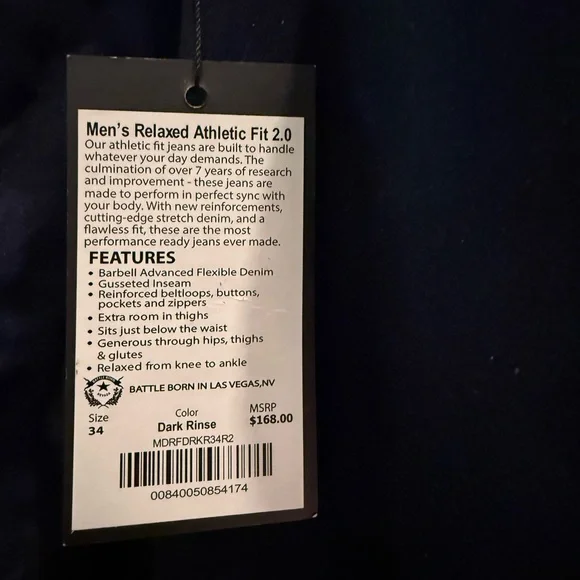 Men's Relaxed Athletic Fit 2.0
Our athletic fit jeans are built to handle
whatever your day demands. The
culmination of over 7 years of research
and improvement - these jeans are
made to perform in perfect sync with
your body. With new reinforcements,
cutting-edge stretch denim, and a
flawless fit, these are the most
performance ready jeans ever made.
FEATURES
• Barbell Advanced Flexible Denim
• Gusseted Inseam
• Reinforced beltloops, buttons,
pockets and zippers
• Extra room in thighs
• Sits just below the waist
• Generous through hips, thighs
& glutes
• Relaxed from knee to ankle
BATTLE BORN IN LAS VEGAS,NV
Size
34
Color
Dark Rinse
MSRP
$168.00
MDRFDRKR34R2
00840050854174